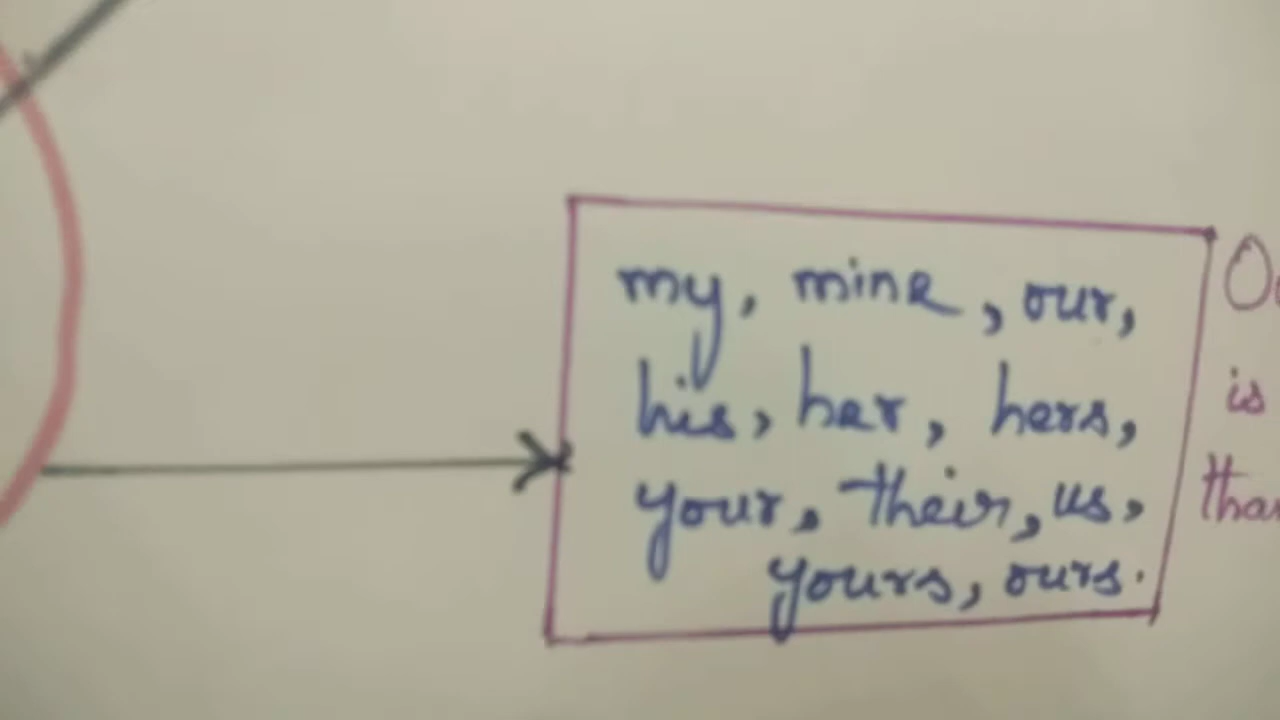 my, mine, our,
his, her, hers,
your, their, us,
yours, ours.
is